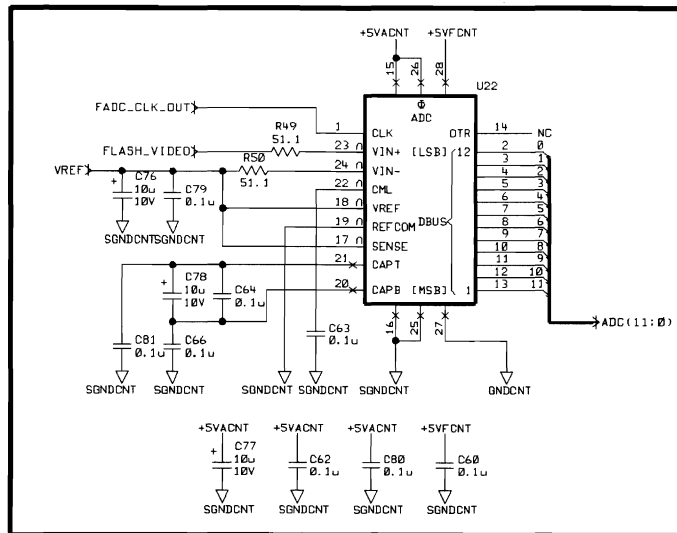 +5VACNT +5VFCNT
15 26 28
U22
Φ
ADC
FADC_CLK_OUT 1 CLK OTR 14 NC
FLASH_VIDEO R49 51.1 23 VIN+ [LSB] 12 2 0
VREF R50 51.1 24 VIN- 3 1
C76 10u 10V C79 0.1u 22 CML 4 2
18 VREF 5 3
19 REFCOM DBUS 6 4
17 SENSE 7 5
SGNDCNT SGNDCNT 8 6
9 7
10 8
21 CAPT 11 9
C78 10u 10V C64 0.1u 12 10
20 CAPB [MSB] 1 13 11
ADC(11:0)
16 25 27
C81 0.1u C66 0.1u C63 0.1u
SGNDCNT SGNDCNT SGNDCNT SGNDCNT SGNDCNT GNDCNT
+5VACNT +5VACNT +5VACNT +5VFCNT
C77 10u 10V C62 0.1u C80 0.1u C60 0.1u
SGNDCNT SGNDCNT SGNDCNT SGNDCNT